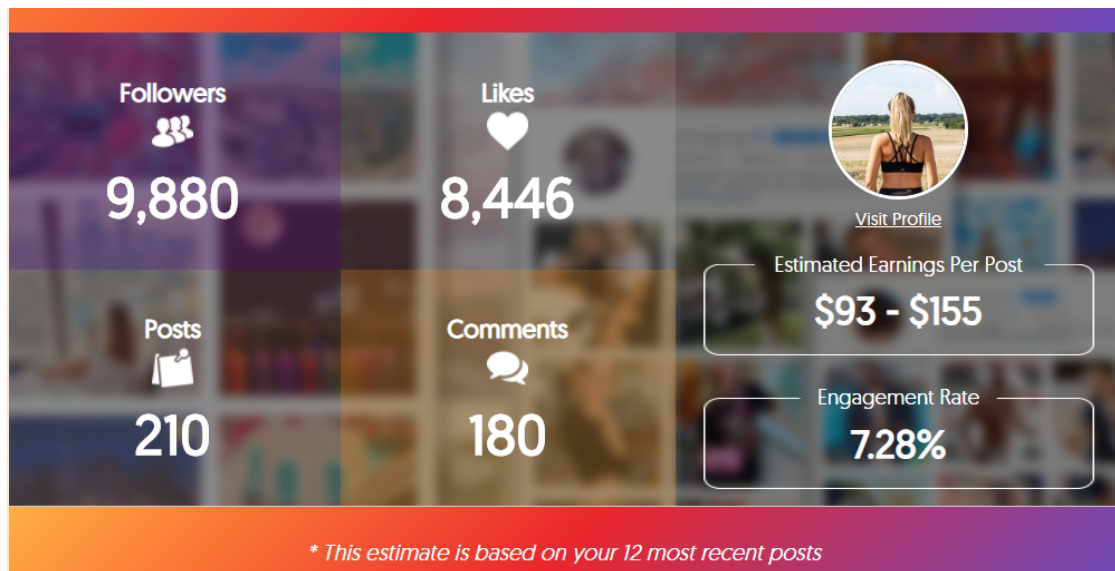 Followers
9,880
Likes
8,446
Posts
210
Comments
180
Visit Profile
Estimated Earnings Per Post
$93 - $155
Engagement Rate
7.28%
* This estimate is based on your 12 most recent posts